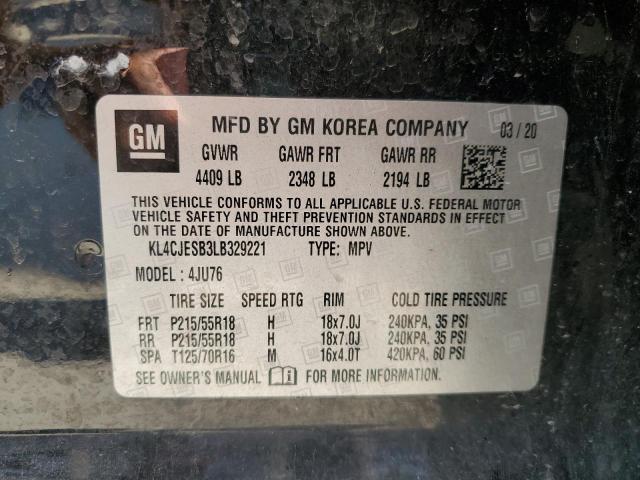 GM MFD BY GM KOREA COMPANY 03/20
GVWR GAWR FRT GAWR RR
4409 LB 2348 LB 2194 LB
THIS VEHICLE CONFORMS TO ALL APPLICABLE U.S. FEDERAL MOTOR
VEHICLE SAFETY AND THEFT PREVENTION STANDARDS IN EFFECT
ON THE DATE OF MANUFACTURE SHOWN ABOVE.
KL4CJESB3LB329221 TYPE: MPV
MODEL : 4JU76
TIRE SIZE SPEED RTG RIM COLD TIRE PRESSURE
FRT P215/55R18 H 18x7.0J 240KPA, 35 PSI
RR P215/55R18 H 18x7.0J 240KPA, 35 PSI
SPA T125/70R16 M 16x4.0T 420KPA, 60 PSI
SEE OWNER'S MANUAL FOR MORE INFORMATION.